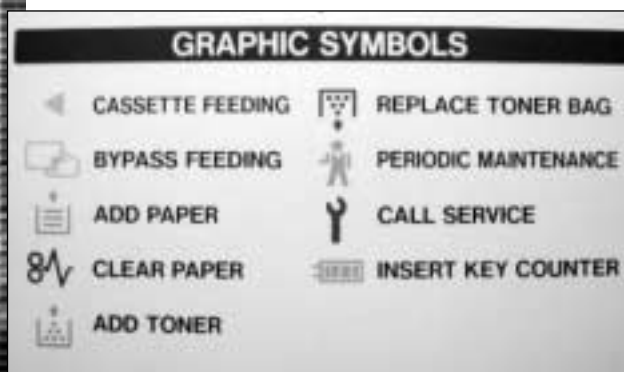 GRAPHIC SYMBOLS
CASSETTE FEEDING
BYPASS FEEDING
ADD PAPER
CLEAR PAPER
ADD TONER
REPLACE TONER BAG
PERIODIC MAINTENANCE
CALL SERVICE
INSERT KEY COUNTER